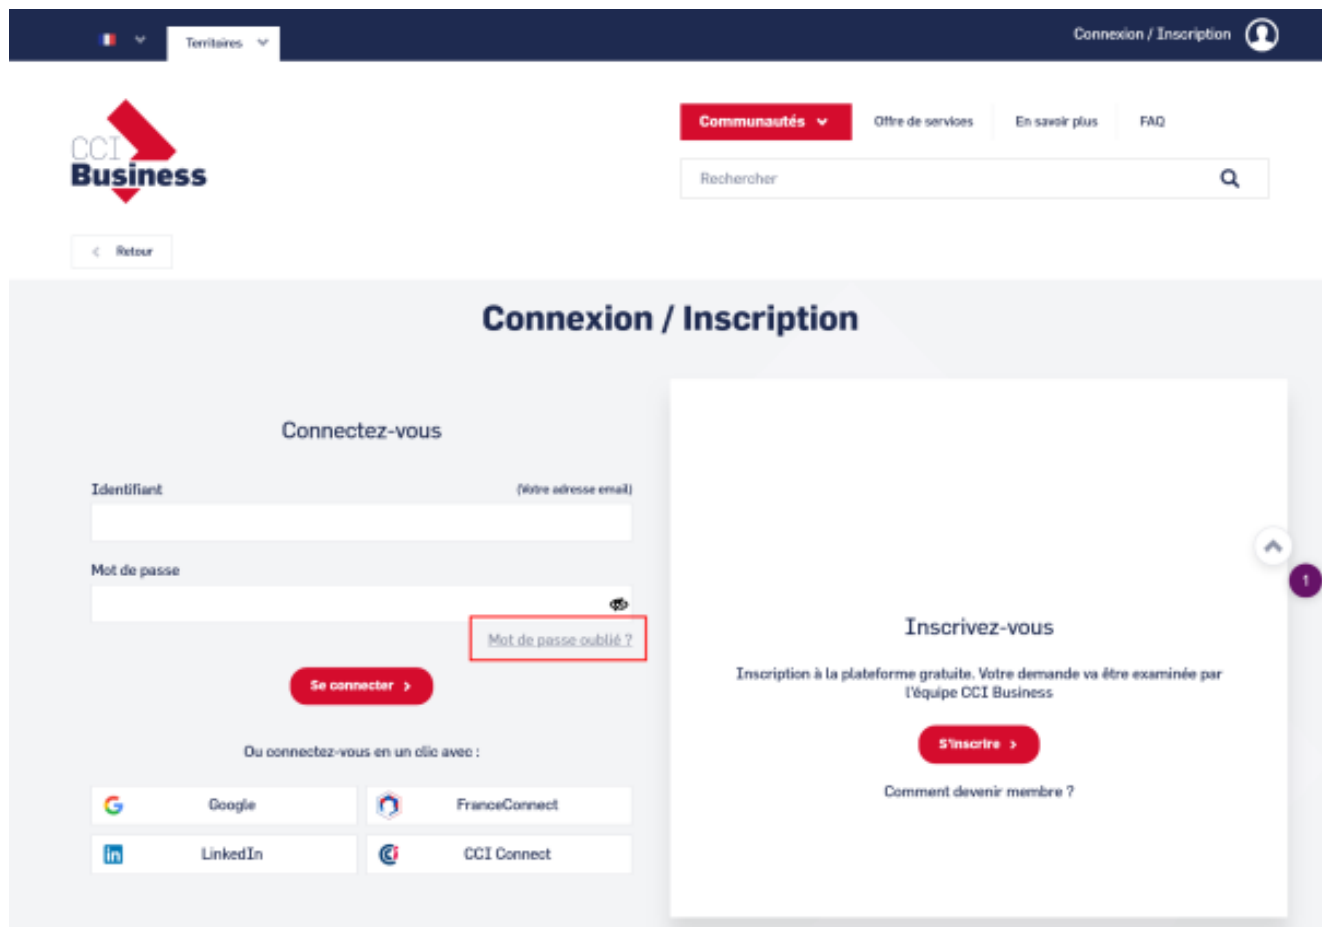 Territoires
Connexion / Inscription
CCI
Business
Communautés
Offre de services
En savoir plus
FAQ
Rechercher
Retour
Connexion / Inscription
Connectez-vous
Identifiant
(Votre adresse email)
Mot de passe
Mot de passe oublié ?
Se connecter
Ou connectez-vous en un clic avec :
Google
FranceConnect
LinkedIn
CCI Connect
Inscrivez-vous
Inscription à la plateforme gratuite. Votre demande va être examinée par
l'équipe CCI Business
S'inscrire
Comment devenir membre ?
1